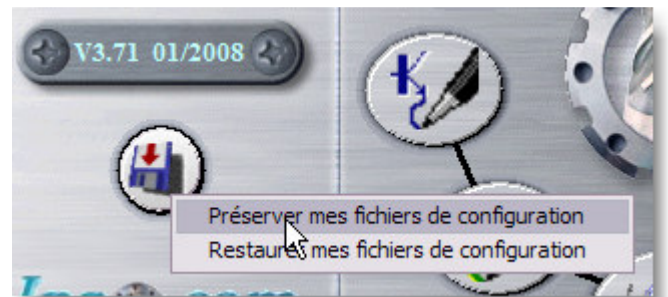 V3.71 01/2008
Préserver mes fichiers de configuration
Restaurer mes fichiers de configuration